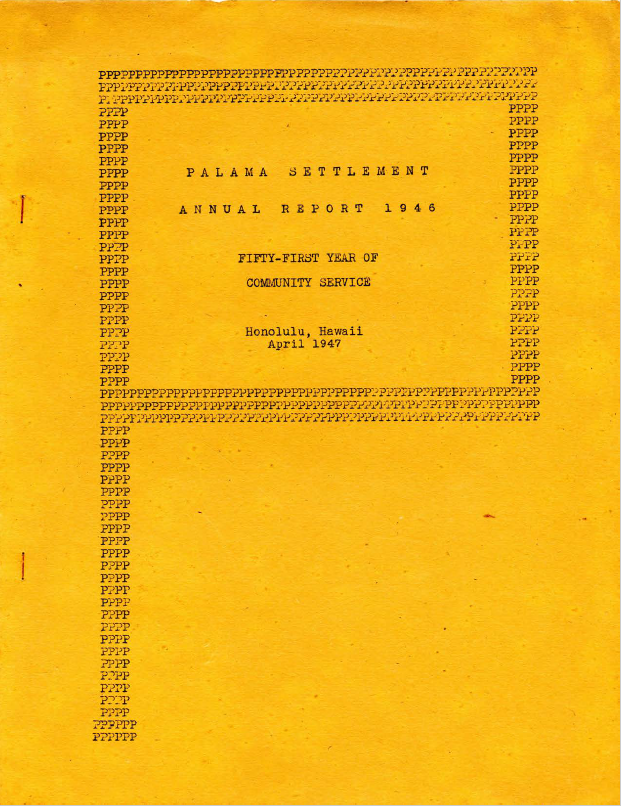 PALAMA SETTLEMENT
ANNUAL REPORT 1946
FIFTY-FIRST YEAR OF
COMMUNITY SERVICE
Honolulu, Hawaii
April 1947